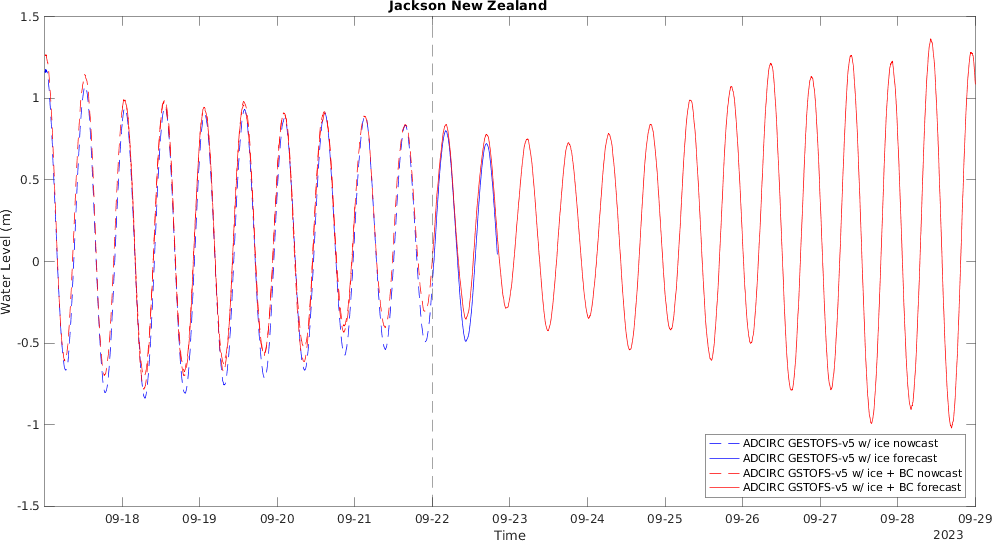 Jackson New Zealand
1.5
1
0.5
0
-0.5
-1
-1.5
Water Level (m)
ADCIRC GESTOFS-v5 w/ ice nowcast
ADCIRC GESTOFS-v5 w/ ice forecast
ADCIRC GSTOFS-v5 w/ ice + BC nowcast
ADCIRC GSTOFS-v5 w/ ice + BC forecast
09-18 09-19 09-20 09-21 09-22 09-23 09-24 09-25 09-26 09-27 09-28 09-29
Time
2023